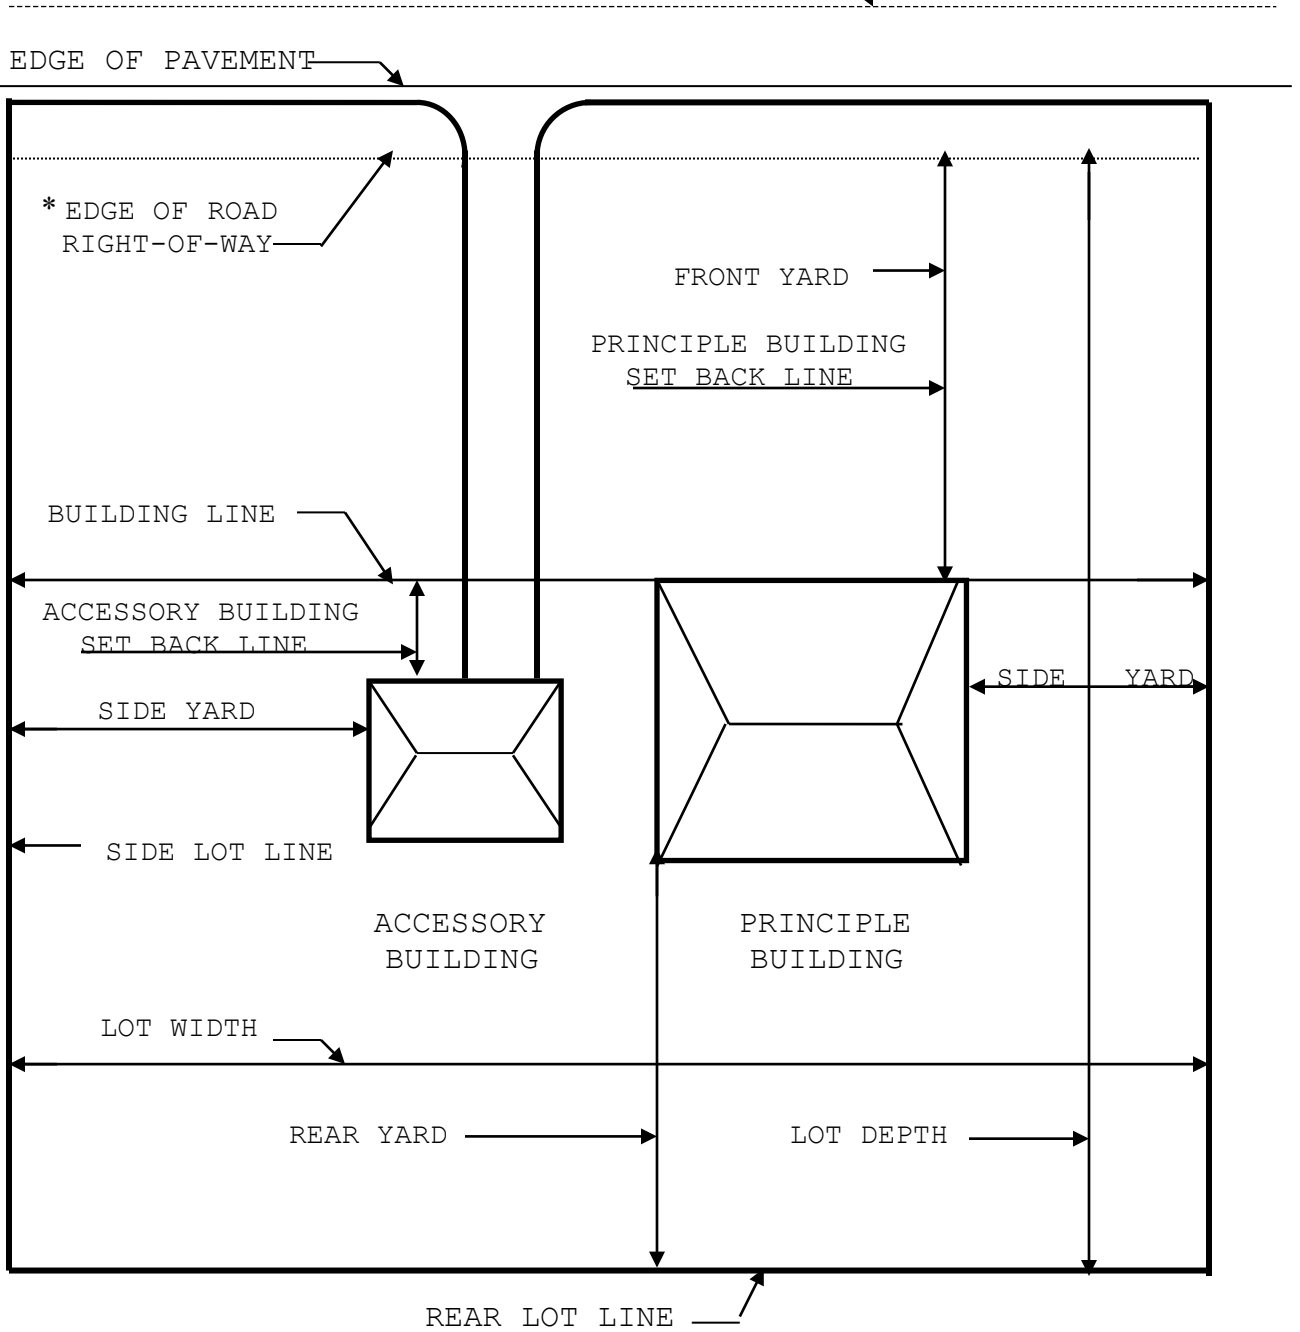 EDGE OF PAVEMENT
* EDGE OF ROAD
RIGHT-OF-WAY
FRONT YARD
PRINCIPLE BUILDING
SET BACK LINE
BUILDING LINE
ACCESSORY BUILDING
SET BACK LINE
SIDE YARD
SIDE YARD
SIDE LOT LINE
ACCESSORY
BUILDING
PRINCIPLE
BUILDING
LOT WIDTH
REAR YARD
LOT DEPTH
REAR LOT LINE